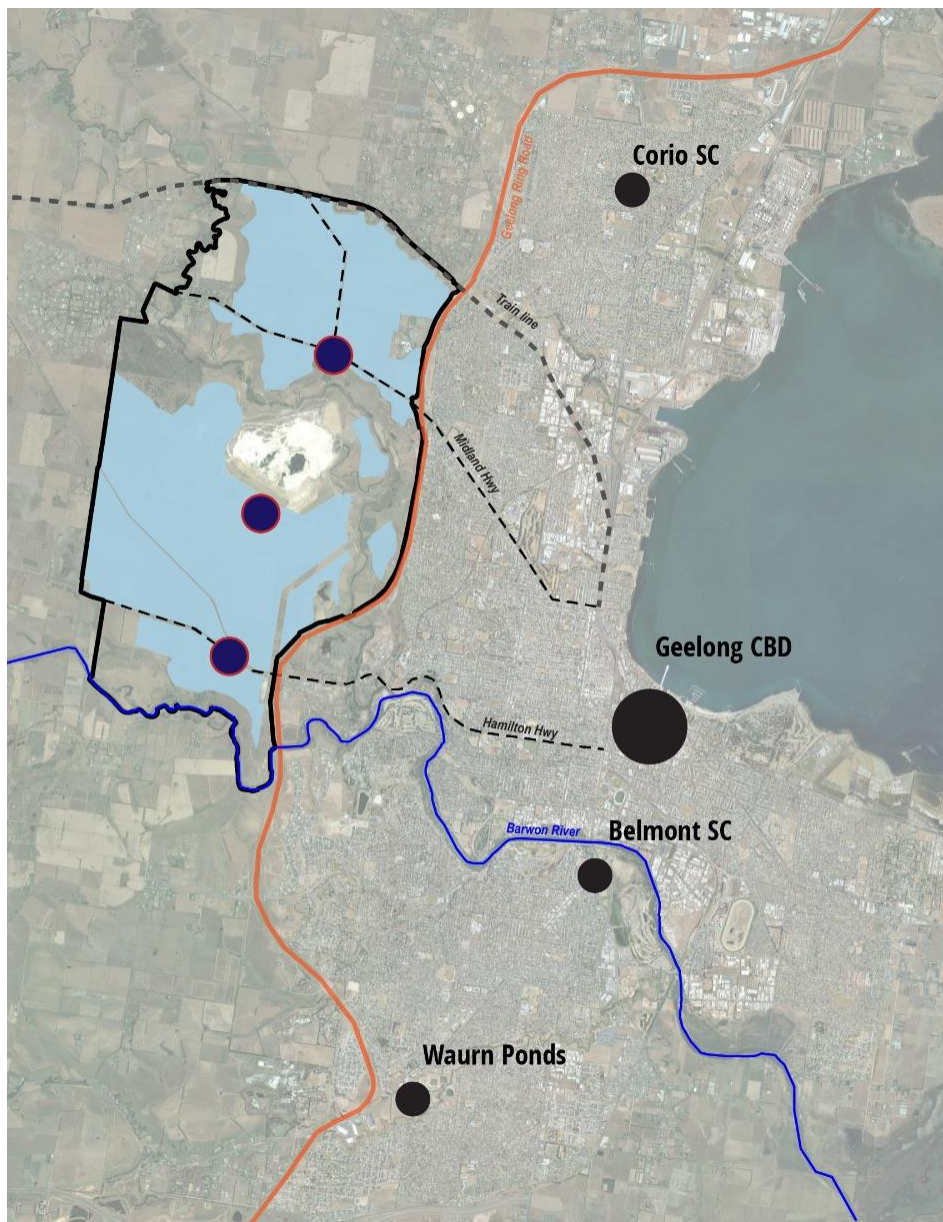 Corio SC
Geelong Ring Road
Train line
Midland Hwy
Geelong CBD
Hamilton Hwy
Barwon River
Belmont SC
Waurn Ponds